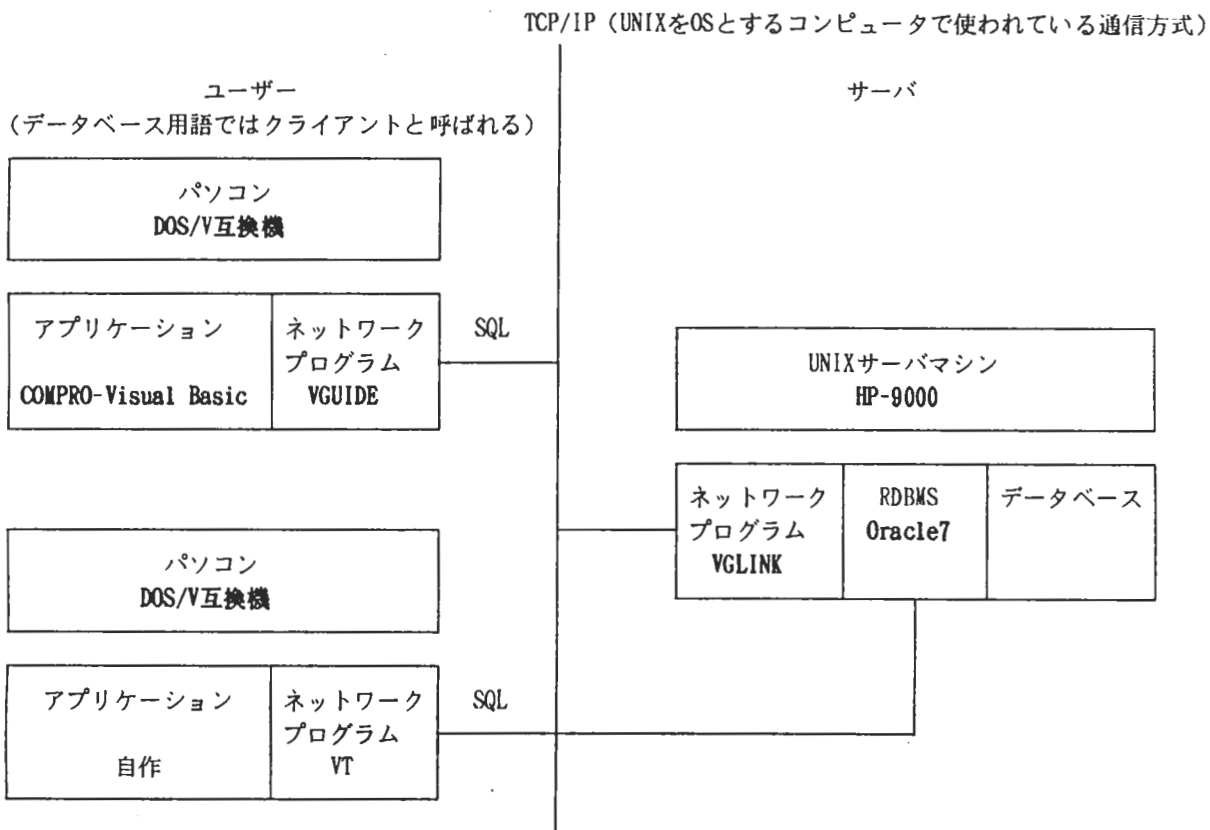 TCP/IP（UNIXをOSとするコンピュータで使われている通信方式）
ユーザー
（データベース用語ではクライアントと呼ばれる）
サーバ
パソコン
DOS/V互換機
アプリケーション
COMPRO-Visual Basic
ネットワーク
プログラム
VGUIDE
SQL
UNIXサーバマシン
HP-9000
ネットワーク
プログラム
VGLINK
RDBMS
Oracle7
データベース
パソコン
DOS/V互換機
アプリケーション
自作
ネットワーク
プログラム
VT
SQL